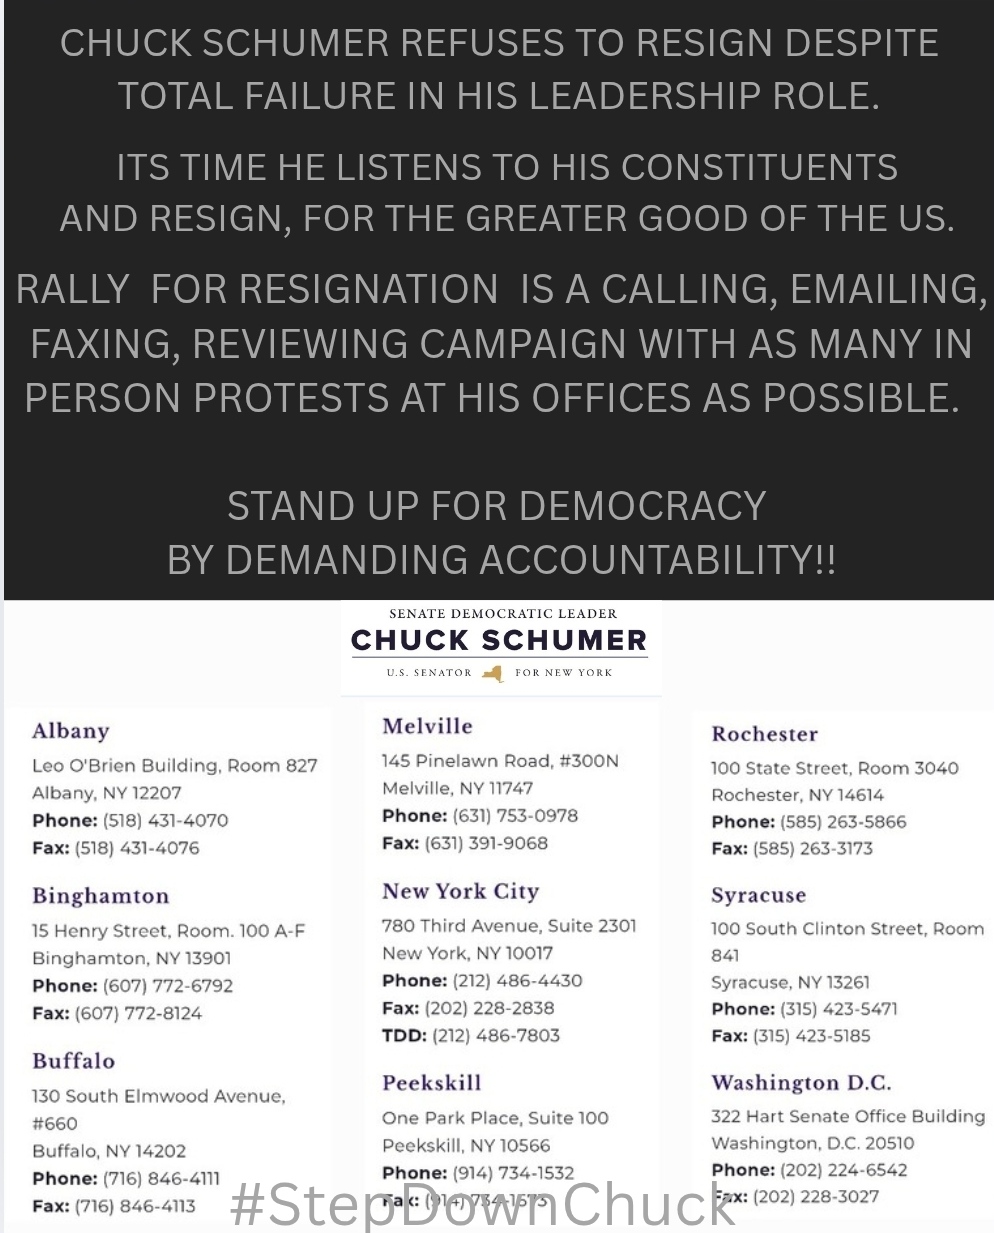 CHUCK SCHUMER REFUSES TO RESIGN DESPITE
TOTAL FAILURE IN HIS LEADERSHIP ROLE.
ITS TIME HE LISTENS TO HIS CONSTITUENTS
AND RESIGN, FOR THE GREATER GOOD OF THE US.
RALLY FOR RESIGNATION IS A CALLING, EMAILING,
FAXING, REVIEWING CAMPAIGN WITH AS MANY IN
PERSON PROTESTS AT HIS OFFICES AS POSSIBLE.
STAND UP FOR DEMOCRACY
BY DEMANDING ACCOUNTABILITY!!
SENATE DEMOCRATIC LEADER
CHUCK SCHUMER
U.S. SENATOR FOR NEW YORK
Albany
Leo O'Brien Building, Room 827
Albany, NY 12207
Phone: (518) 431-4070
Fax: (518) 431-4076
Binghamton
15 Henry Street, Room. 100 A-F
Binghamton, NY 13901
Phone: (607) 772-6792
Fax: (607) 772-8124
Buffalo
130 South Elmwood Avenue,
#660
Buffalo, NY 14202
Phone: (716) 846-4111
Fax: (716) 846-4113
Melville
145 Pinelawn Road, #300N
Melville, NY 11747
Phone: (631) 753-0978
Fax: (631) 391-9068
New York City
780 Third Avenue, Suite 2301
New York, NY 10017
Phone: (212) 486-4430
Fax: (202) 228-2838
TDD: (212) 486-7803
Peekskill
One Park Place, Suite 100
Peekskill, NY 10566
Phone: (914) 734-1532
Fax: (914) 734-1673
Rochester
100 State Street, Room 3040
Rochester, NY 14614
Phone: (585) 263-5866
Fax: (585) 263-3173
Syracuse
100 South Clinton Street, Room
841
Syracuse, NY 13261
Phone: (315) 423-5471
Fax: (315) 423-5185
Washington D.C.
322 Hart Senate Office Building
Washington, D.C. 20510
Phone: (202) 224-6542
Fax: (202) 228-3027
#StepDownChuck